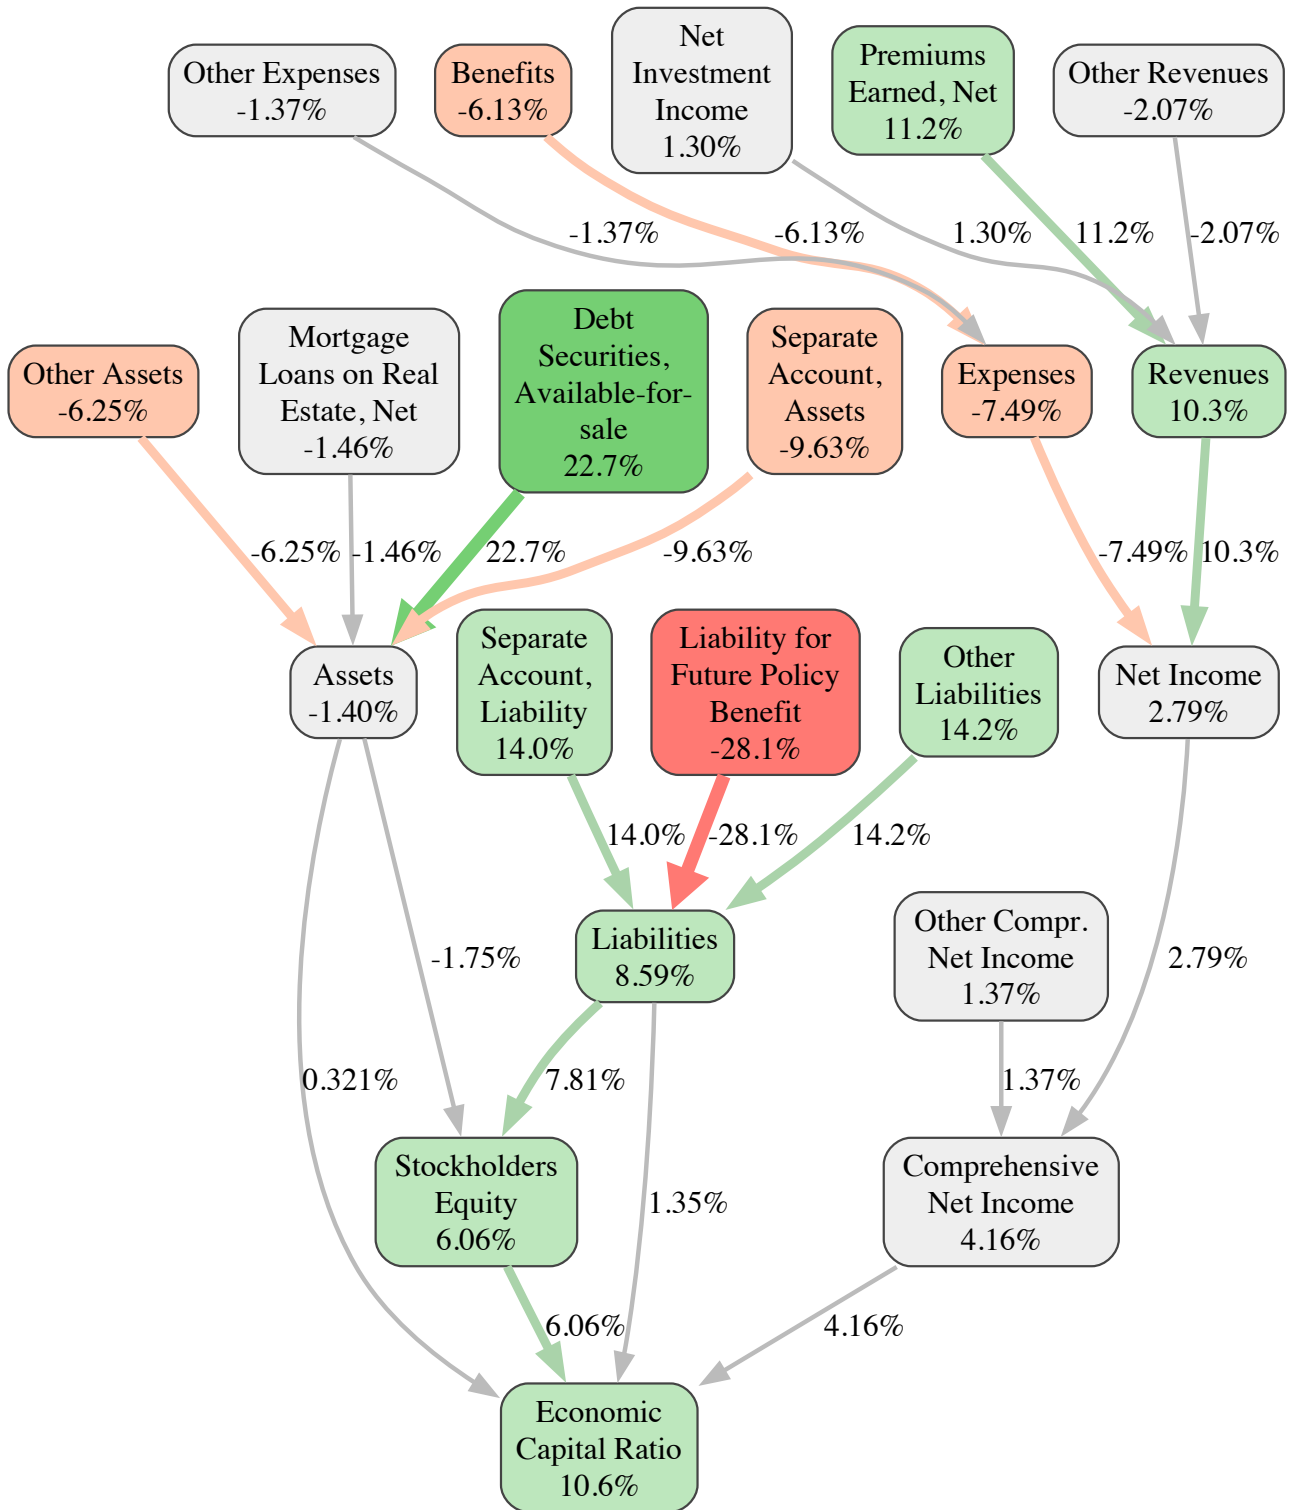 Other Expenses
-1.37%
Benefits
-6.13%
Net
Investment
Income
1.30%
Premiums
Earned, Net
11.2%
Other Revenues
-2.07%
-1.37%
-6.13%
1.30%
11.2%
-2.07%
Other Assets
-6.25%
Mortgage
Loans on Real
Estate, Net
-1.46%
Debt
Securities,
Available-for-
sale
22.7%
Separate
Account,
Assets
-9.63%
Expenses
-7.49%
Revenues
10.3%
-6.25%
-1.46%
22.7%
-9.63%
-7.49%
10.3%
Assets
-1.40%
Separate
Account,
Liability
14.0%
Liability for
Future Policy
Benefit
-28.1%
Other
Liabilities
14.2%
Net Income
2.79%
14.0%
-28.1%
14.2%
Liabilities
8.59%
Other Compr.
Net Income
1.37%
-1.75%
2.79%
0.321%
7.81%
1.37%
Stockholders
Equity
6.06%
1.35%
Comprehensive
Net Income
4.16%
6.06%
4.16%
Economic
Capital Ratio
10.6%